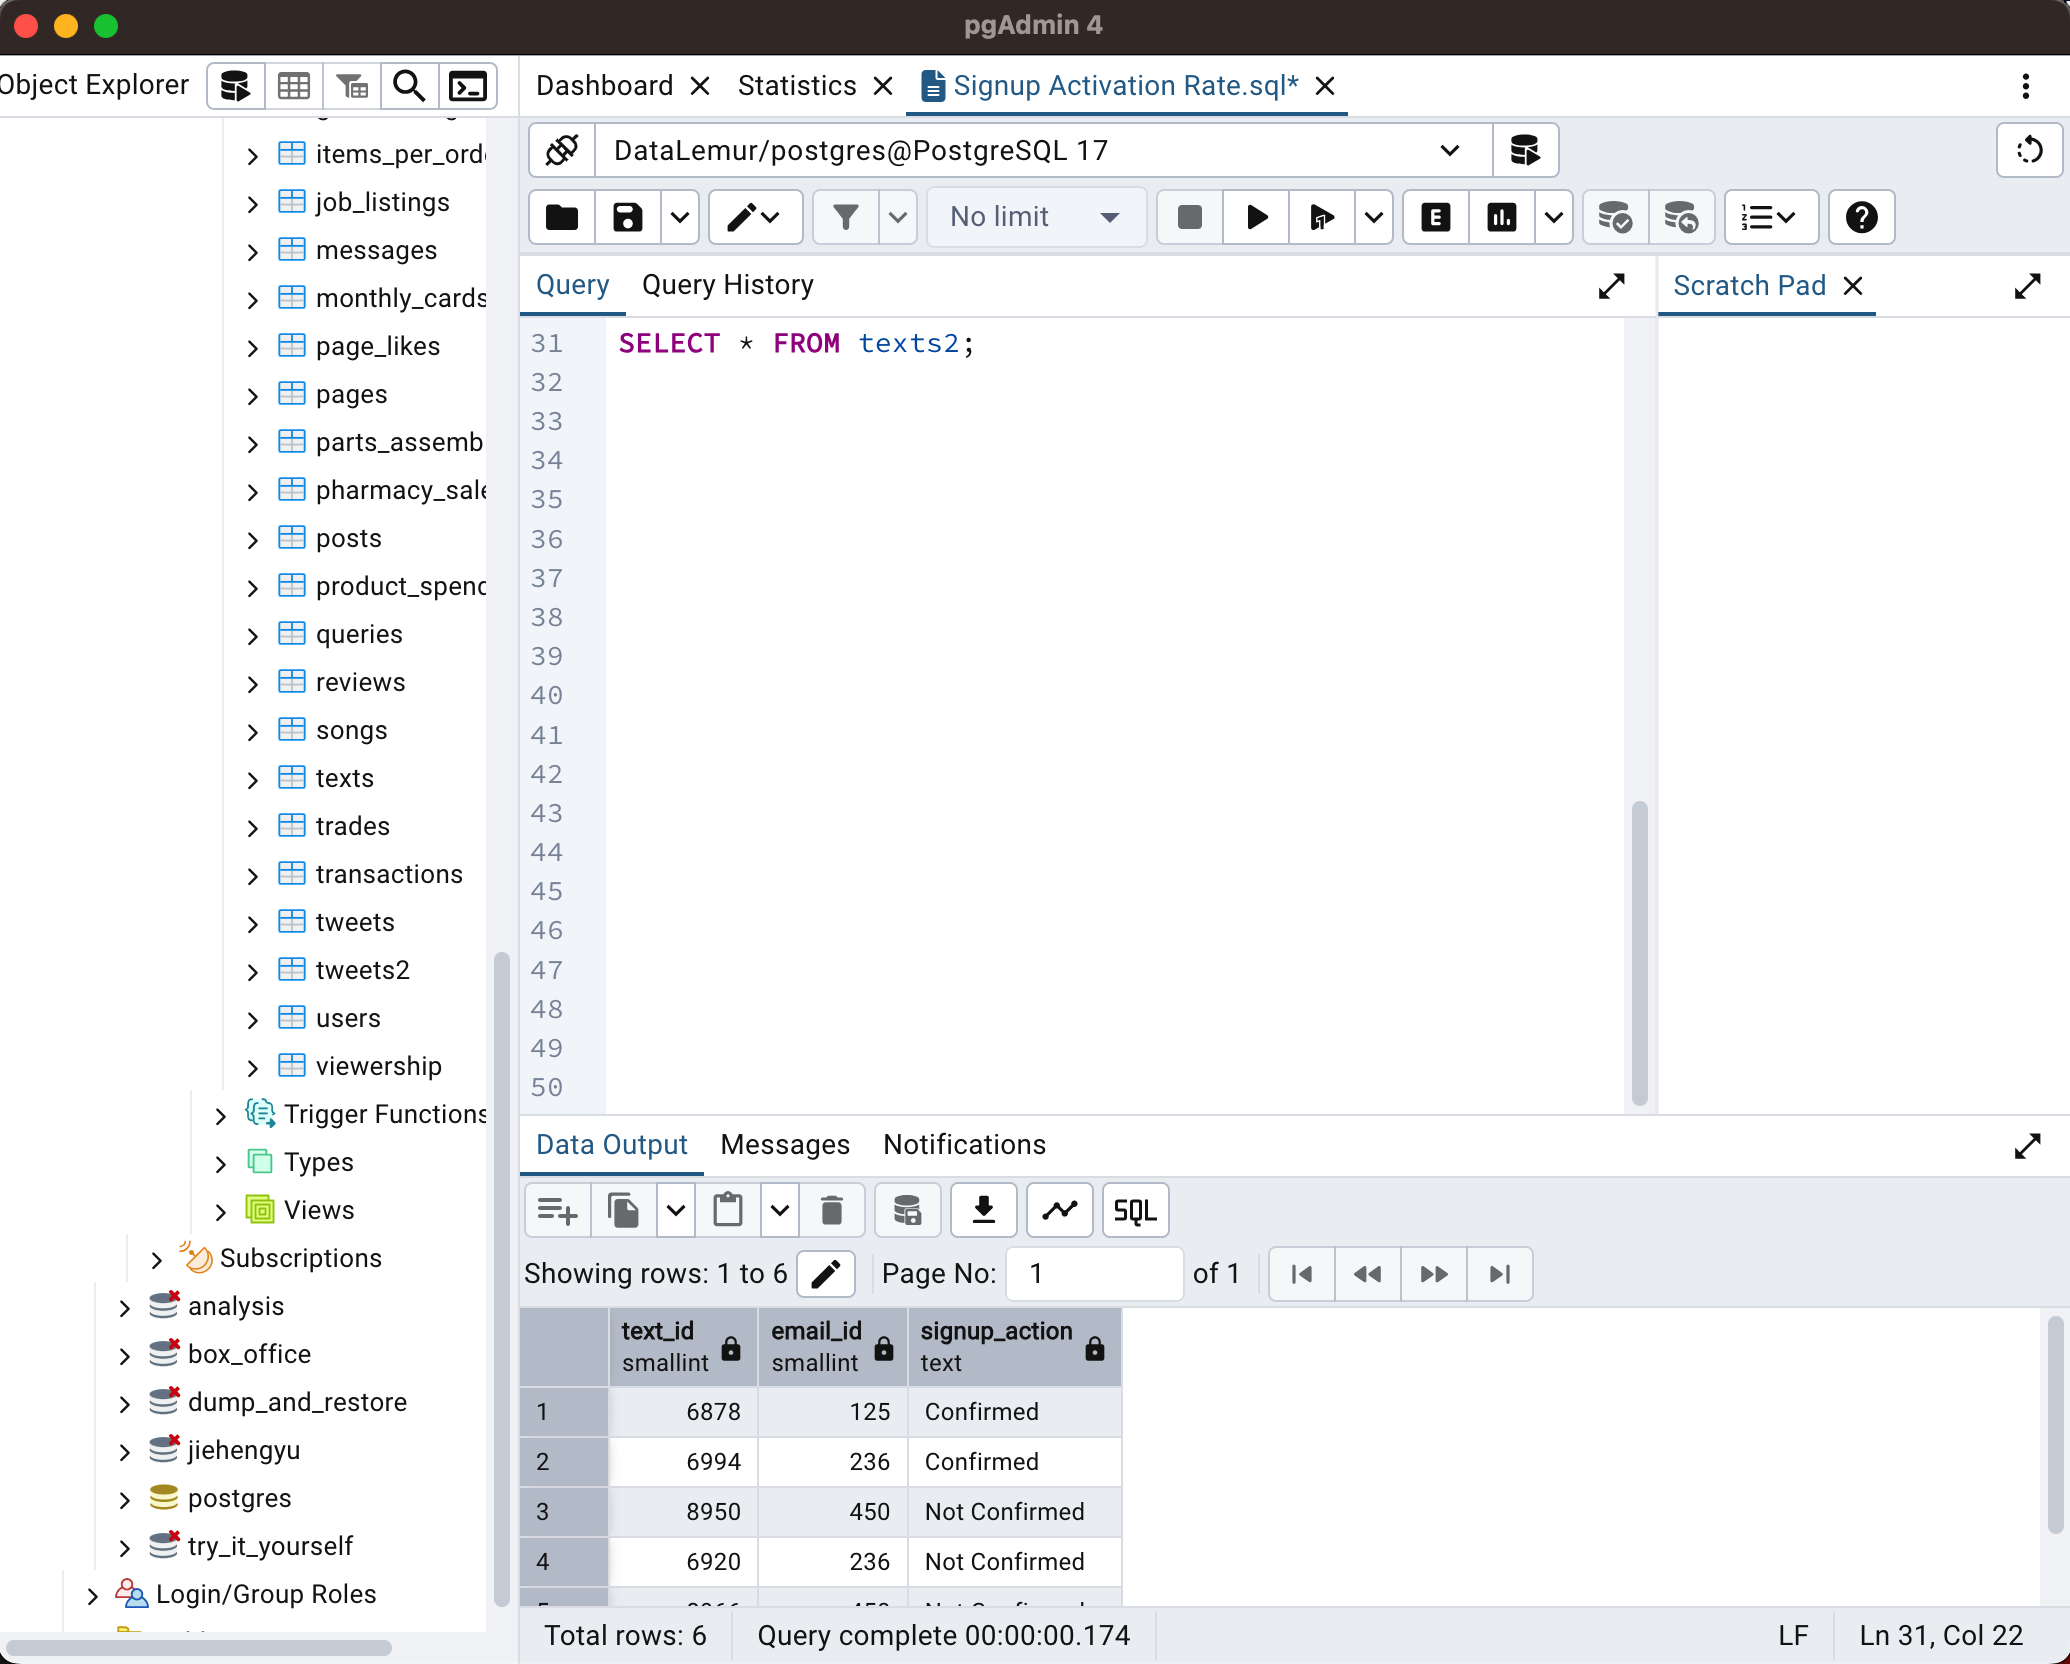 pgAdmin 4
Object Explorer
Dashboard
Statistics
Signup Activation Rate.sql*
DataLemur/postgres@PostgreSQL 17
No limit
E
Query
Query History
Scratch Pad
items_per_ord
job_listings
messages
monthly_cards
page_likes
pages
parts_assemb
pharmacy_sale
posts
product_spend
queries
reviews
songs
texts
trades
transactions
tweets
tweets2
users
viewership
Trigger Functions
Types
Views
Subscriptions
analysis
box_office
dump_and_restore
jiehengyu
postgres
try_it_yourself
Login/Group Roles
31 SELECT * FROM texts2;
32
33
34
35
36
37
38
39
40
41
42
43
44
45
46
47
48
49
50
Data Output
Messages
Notifications
SQL
Showing rows: 1 to 6
Page No: 1 of 1
text_id email_id signup_action
smallint smallint text
1 6878 125 Confirmed
2 6994 236 Confirmed
3 8950 450 Not Confirmed
4 6920 236 Not Confirmed
Total rows: 6
Query complete 00:00:00.174
LF
Ln 31, Col 22